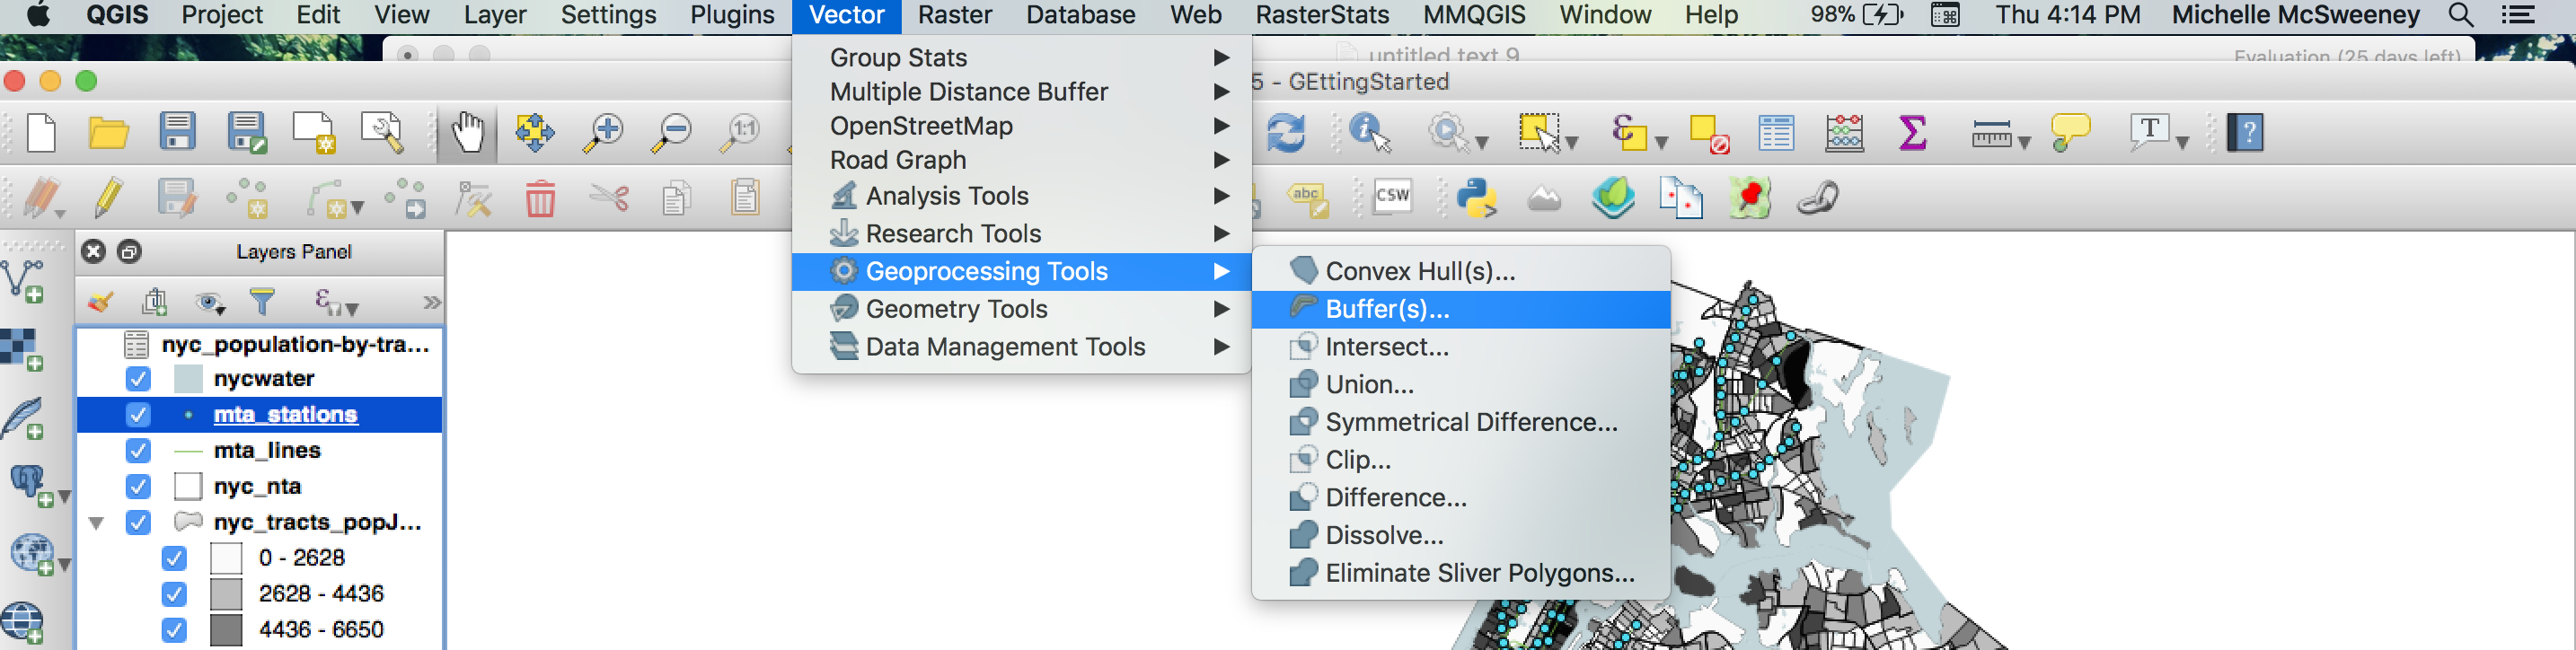 QGIS Project Edit View Layer Settings Plugins Vector Raster Database Web RasterStats MMQGIS Window Help 98% Thu 4:14 PM Michelle McSweeney
untitled text 9 Evaluation (25 days left)
5 - GEttingStarted
Group Stats
Multiple Distance Buffer
OpenStreetMap
Road Graph
Analysis Tools
Research Tools
Geoprocessing Tools
Geometry Tools
Data Management Tools
Convex Hull(s)...
Buffer(s)...
Intersect...
Union...
Symmetrical Difference...
Clip...
Difference...
Dissolve...
Eliminate Sliver Polygons...
1:1
T
?
abc
CSW
Layers Panel
nyc_population-by-tra...
nycwater
mta_stations
mta_lines
nyc_nta
nyc_tracts_popJ...
0 - 2628
2628 - 4436
4436 - 6650